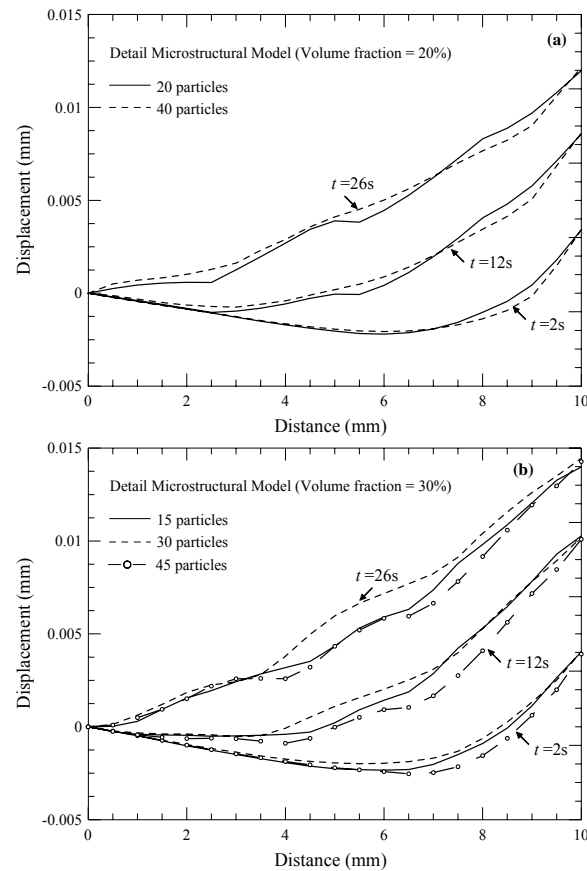 0.015
(a)
Detail Microstructural Model (Volume fraction = 20%)
20 particles
40 particles
0.01
0.005
0
-0.005
Displacement (mm)
t=26s
t=12s
t=2s
0 2 4 6 8 10
Distance (mm)
0.015
(b)
Detail Microstructural Model (Volume fraction = 30%)
15 particles
30 particles
45 particles
0.01
0.005
0
-0.005
Displacement (mm)
t=26s
t=12s
t=2s
0 2 4 6 8 10
Distance (mm)